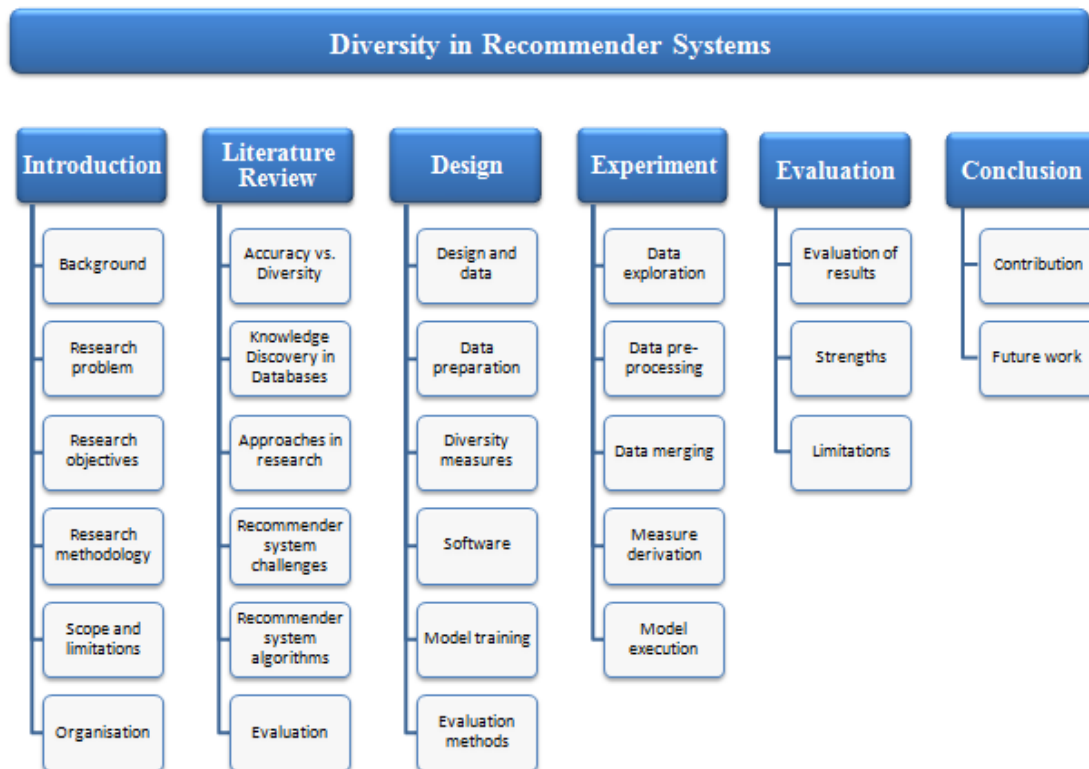 Diversity in Recommender Systems
Introduction
Background
Research
problem
Research
objectives
Research
methodology
Scope and
limitations
Organisation
Literature
Review
Accuracy vs.
Diversity
Knowledge
Discovery in
Databases
Approaches in
research
Recommender
system
challenges
Recommender
system
algorithms
Evaluation
Design
Design and
data
Data
preparation
Diversity
measures
Software
Model training
Evaluation
methods
Experiment
Data
exploration
Data pre-
processing
Data merging
Measure
derivation
Model
execution
Evaluation
Evaluation of
results
Strengths
Limitations
Conclusion
Contribution
Future work